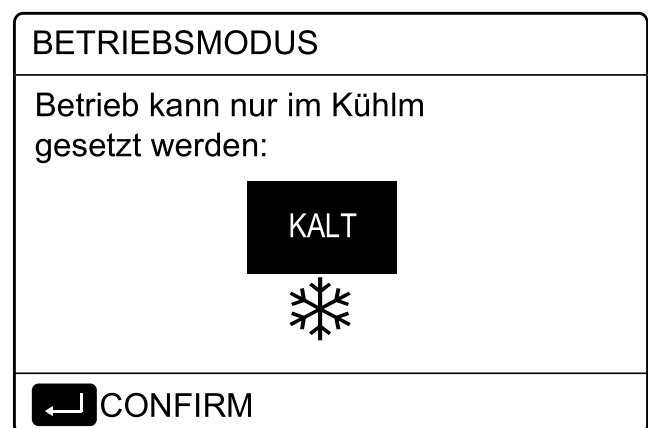 BETRIEBSMODUS
Betrieb kann nur im Kühlm
gesetzt werden:
KALT
CONFIRM